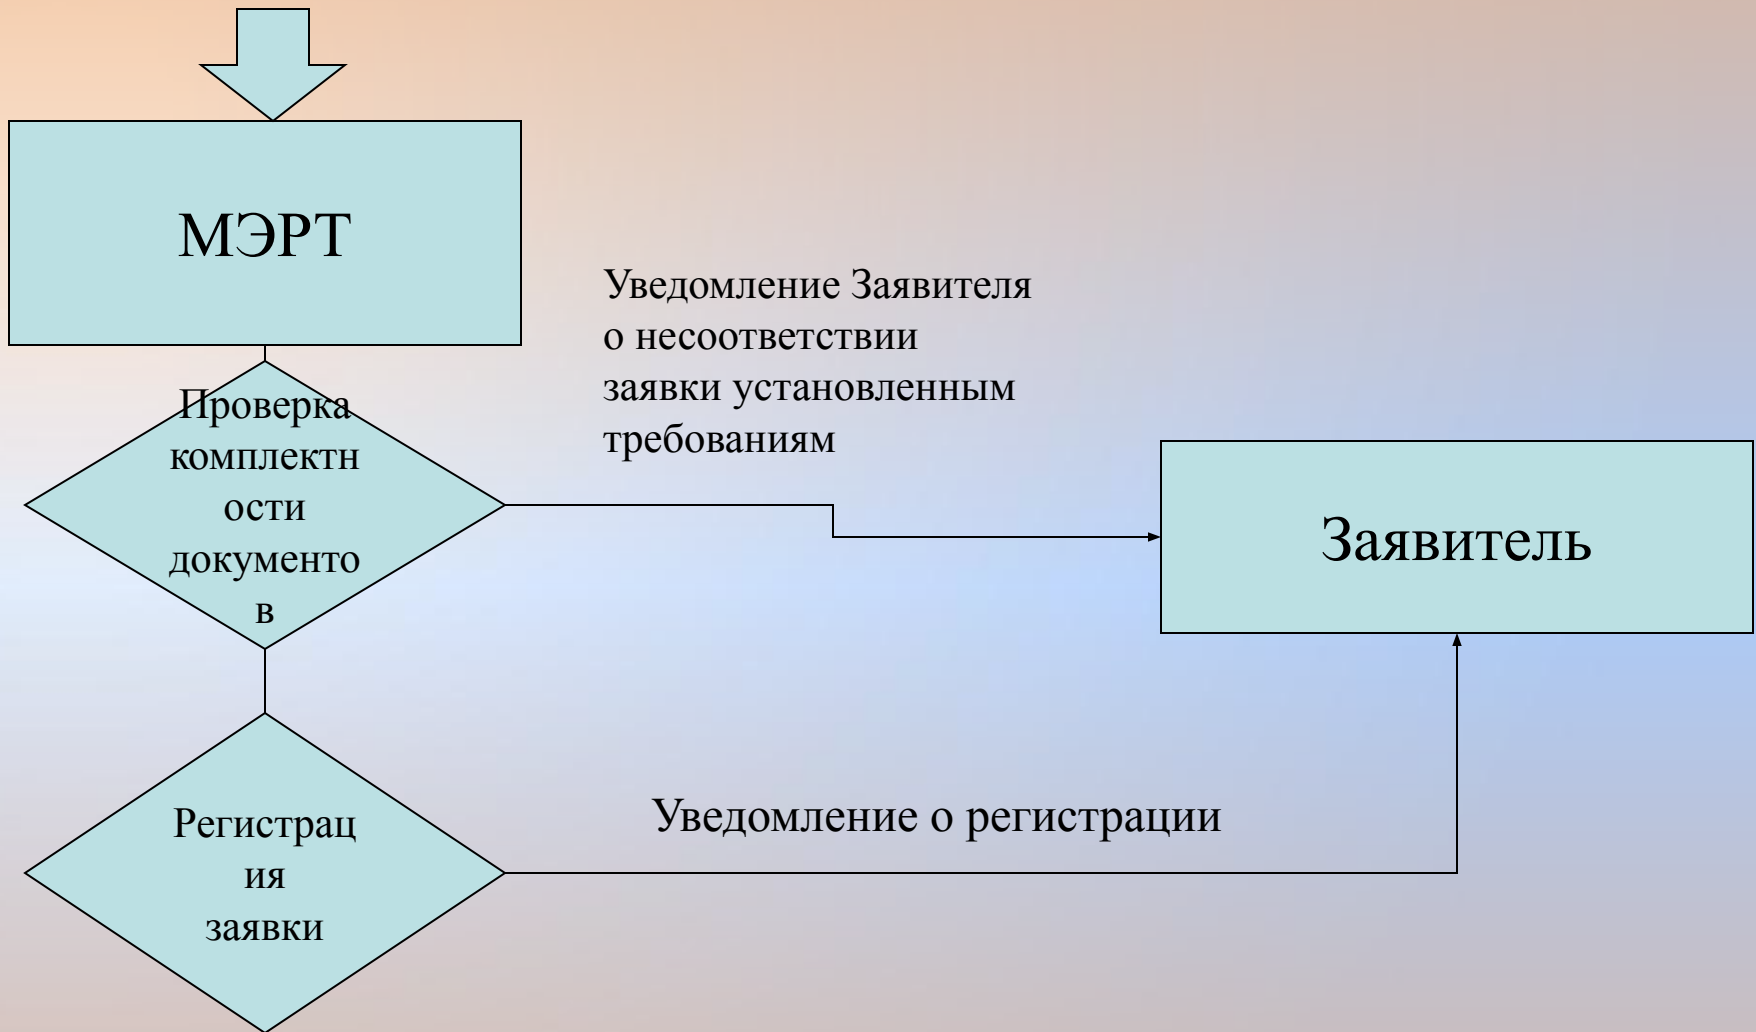 МЭРТ
Уведомление Заявителя
о несоответствии
заявки установленным
требованиям
Проверка
комплектн
ости
документо
в
Заявитель
Регистрац
ия
заявки
Уведомление о регистрации